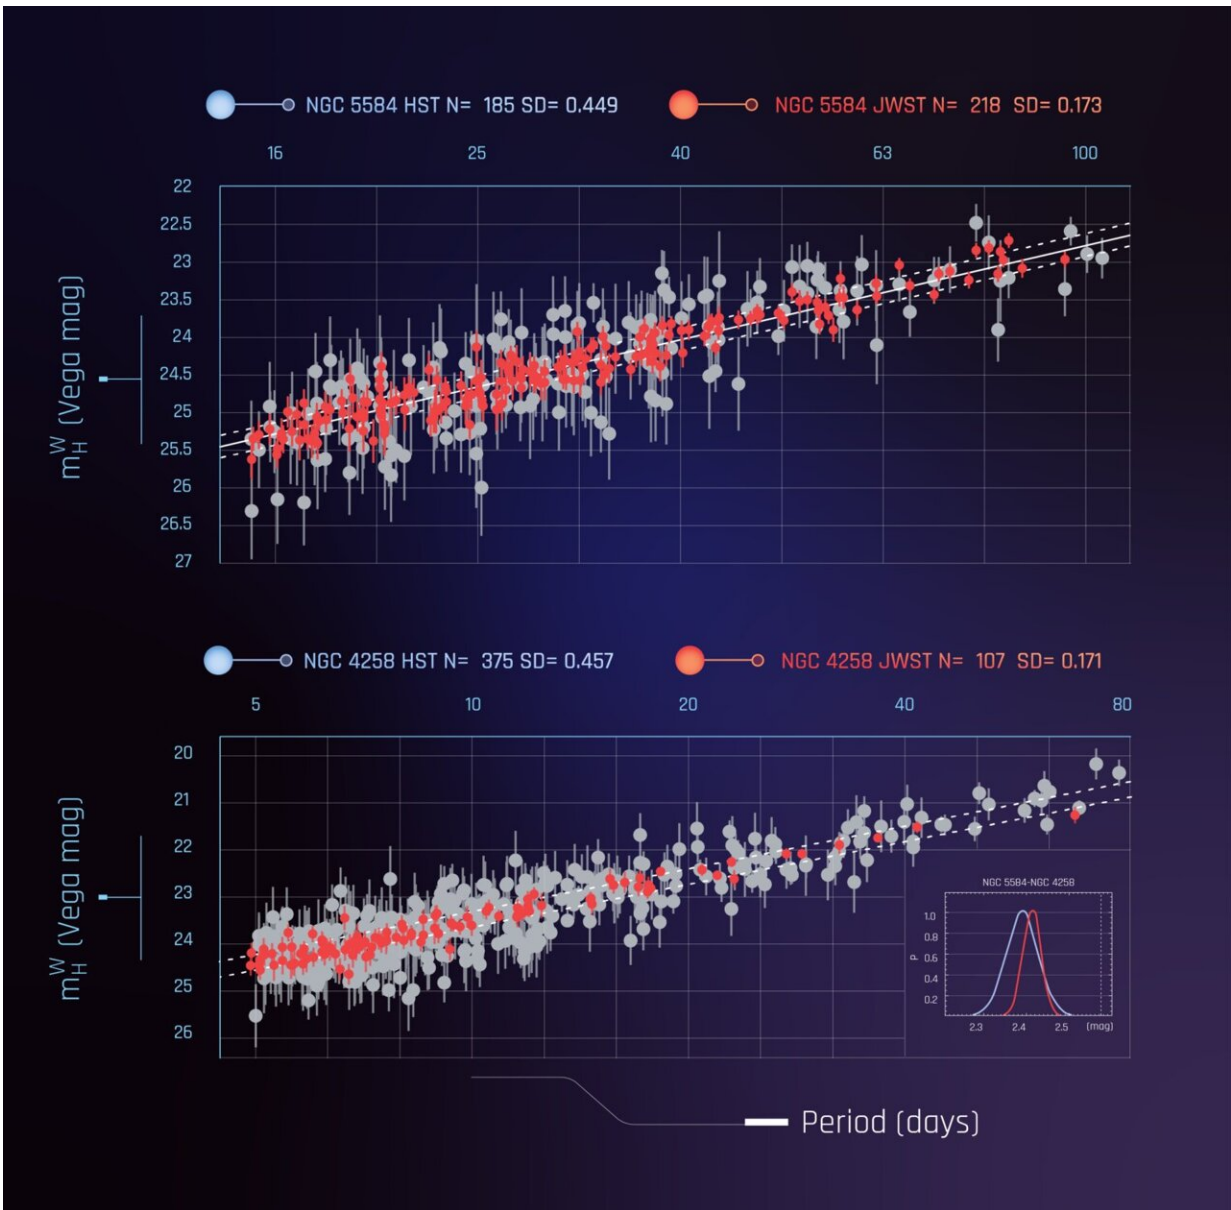 NGC 5584 HST N= 185 SD= 0.449
NGC 5584 JWST N= 218 SD= 0.173
16 25 40 63 100
22
22.5
23
23.5
24
24.5
25
25.5
26
26.5
27
m_H^W (Vega mag)
NGC 4258 HST N= 375 SD= 0.457
NGC 4258 JWST N= 107 SD= 0.171
5 10 20 40 80
20
21
22
23
24
25
26
m_H^W (Vega mag)
NGC 5584-NGC 4258
1.0
0.8
0.6
0.4
0.2
P
2.3 2.4 2.5 (mag)
Period (days)